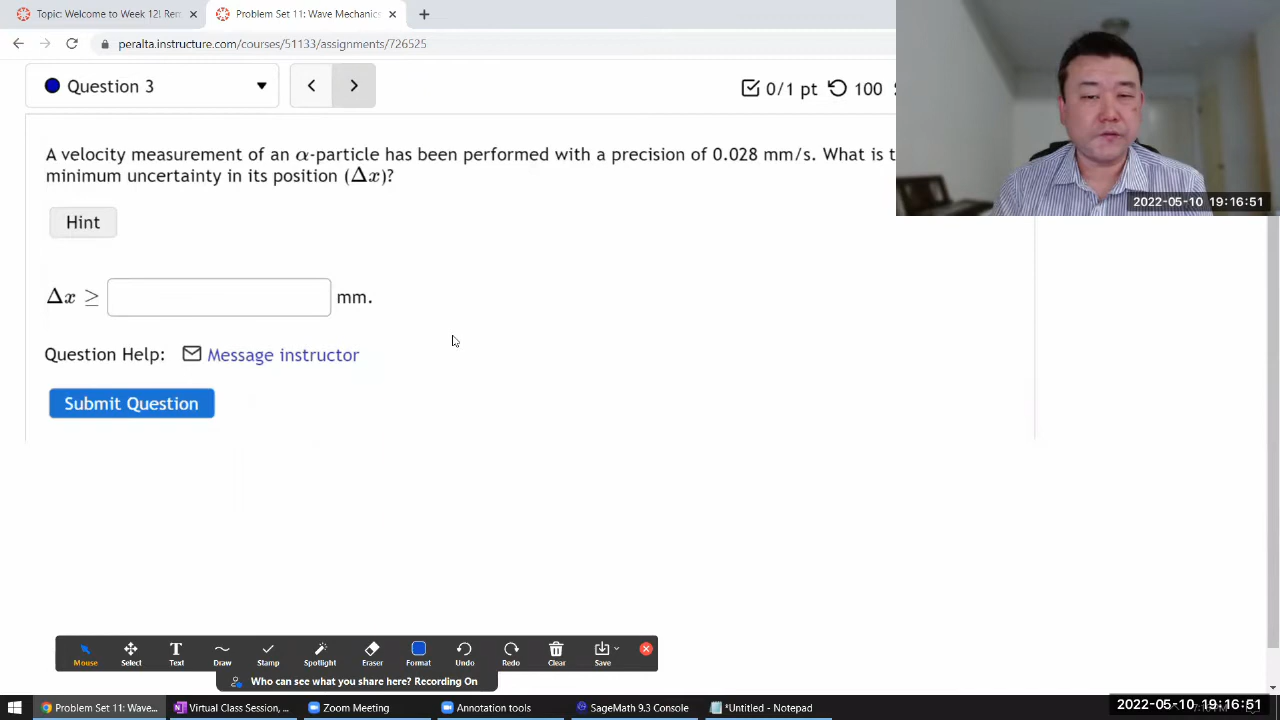 Topic: Welcome to Week 12! Rem
Problem Set 11: Wave Mechanics
peralta.instructure.com/courses/51133/assignments/726525
Question 3
0/1 pt 100
A velocity measurement of an α-particle has been performed with a precision of 0.028 mm/s. What is t
minimum uncertainty in its position (Δx)?
Hint
Δx ≥ mm.
Question Help: Message instructor
Submit Question
2022-05-10 19:16:51
Mouse Select Text Draw Stamp Spotlight Eraser Format Undo Redo Clear Save
Who can see what you share here? Recording On
Problem Set 11: Wave... Virtual Class Session, ... Zoom Meeting Annotation tools SageMath 9.3 Console *Untitled - Notepad
2022-05-10 19:16:51